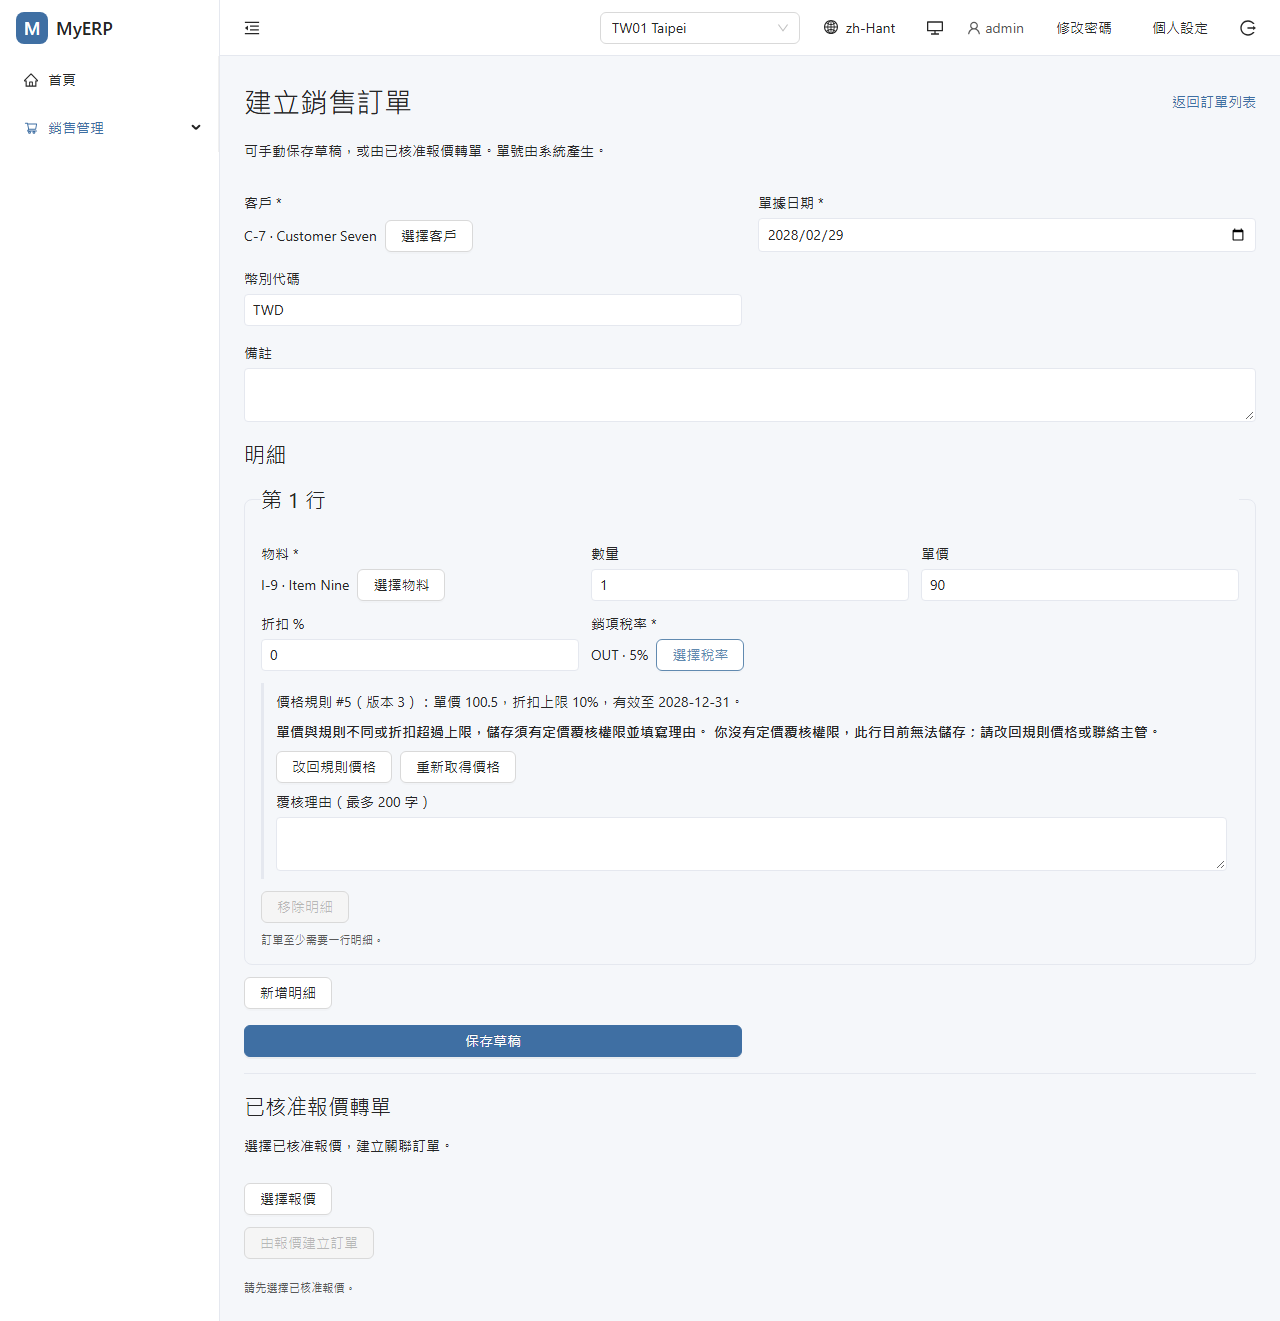 M MyERP
TW01 Taipei
zh-Hant
admin
修改密碼
個人設定
首頁
銷售管理
建立銷售訂單
返回訂單列表
可手動保存草稿，或由已核准報價轉單。單號由系統產生。
客戶 *
單據日期 *
C-7 · Customer Seven
選擇客戶
2028/02/29
幣別代碼
TWD
備註
明細
第 1 行
物料 *
數量
單價
I-9 · Item Nine
選擇物料
1
90
折扣 %
銷項稅率 *
0
OUT · 5%
選擇稅率
價格規則 #5（版本 3）：單價 100.5，折扣上限 10%，有效至 2028-12-31。
單價與規則不同或折扣超過上限，儲存須有定價覆核權限並填寫理由。 你沒有定價覆核權限，此行目前無法儲存：請改回規則價格或聯絡主管。
改回規則價格
重新取得價格
覆核理由（最多 200 字）
移除明細
訂單至少需要一行明細。
新增明細
保存草稿
已核准報價轉單
選擇已核准報價，建立關聯訂單。
選擇報價
由報價建立訂單
請先選擇已核准報價。